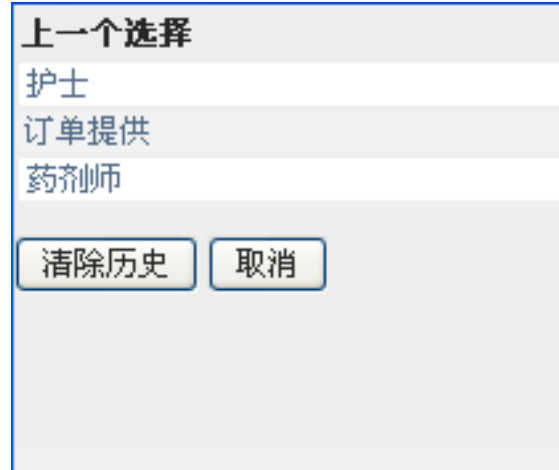 上一个选择
护士
订单提供
药剂师
清除历史 取消